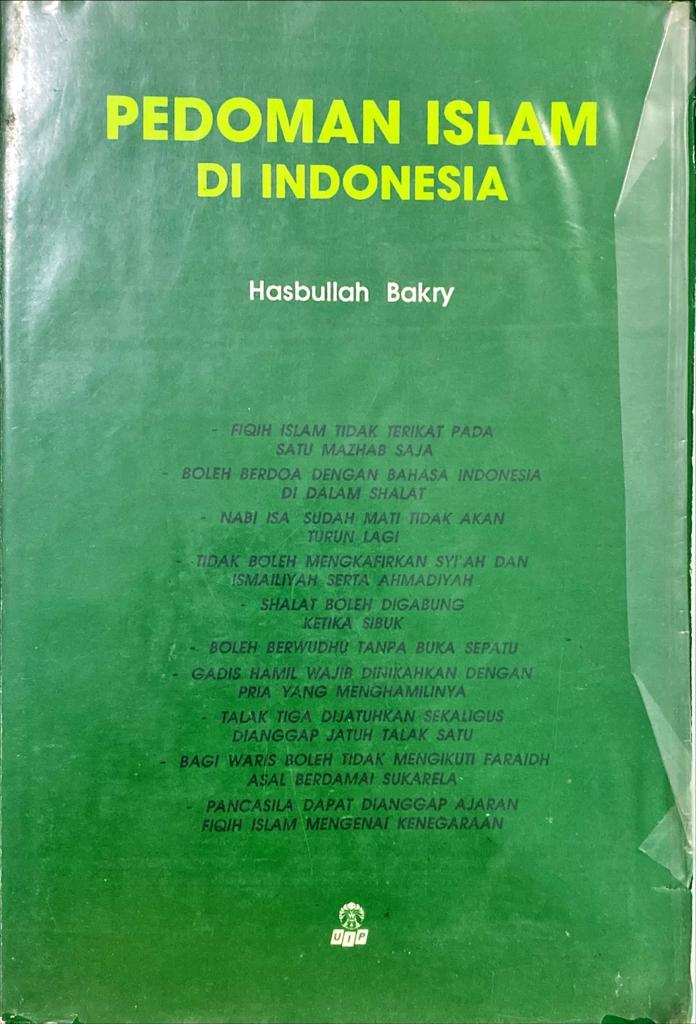 PEDOMAN ISLAM
DI INDONESIA
Hasbullah Bakry
- FIQIH ISLAM TIDAK TERIKAT PADA
SATU MAZHAB SAJA
- BOLEH BERDOA DENGAN BAHASA INDONESIA
DI DALAM SHALAT
- NABI ISA SUDAH MATI TIDAK AKAN
TURUN LAGI
- TIDAK BOLEH MENGKAFIRKAN SYI'AH DAN
ISMAILIYAH SERTA AHMADIYAH
- SHALAT BOLEH DIGABUNG
KETIKA SIBUK
- BOLEH BERWUDHU TANPA BUKA SEPATU
- GADIS HAMIL WAJIB DINIKAHKAN DENGAN
PRIA YANG MENGHAMILINYA
- TALAK TIGA DIJATUHKAN SEKALIGUS
DIANGGAP JATUH TALAK SATU
- BAGI WARIS BOLEH TIDAK MENGIKUTI FARAIDH
ASAL BERDAMAI SUKARELA
- PANCASILA DAPAT DIANGGAP AJARAN
FIQIH ISLAM MENGENAI KENEGARAAN
UIP